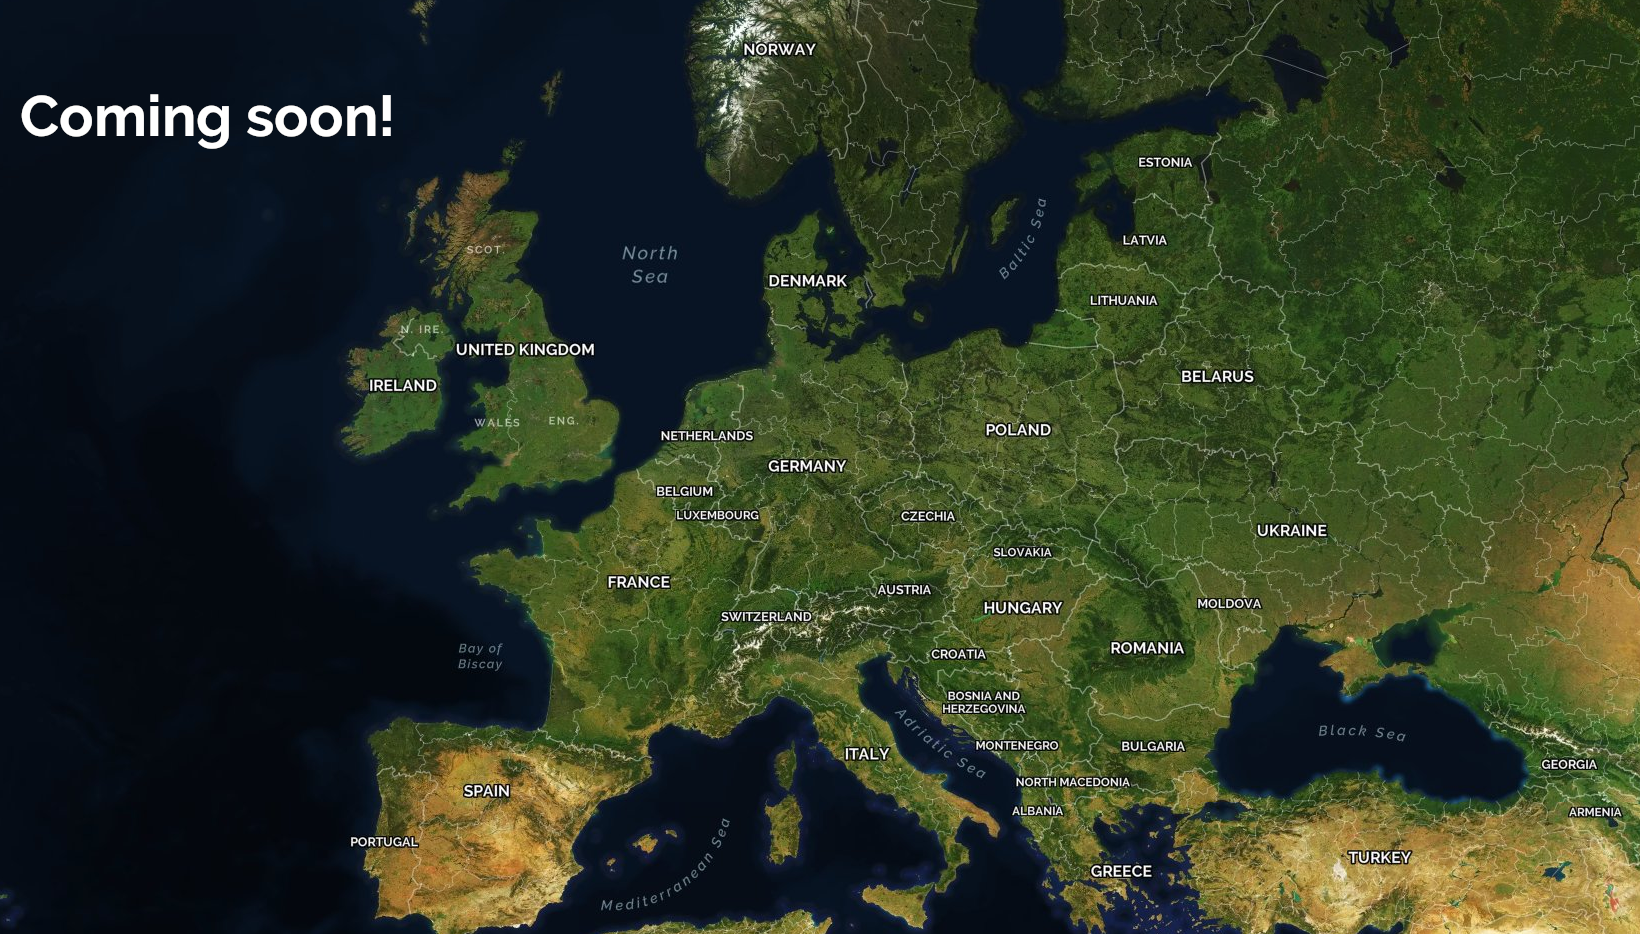 NORWAY
Coming soon!
ESTONIA
Baltic Sea
LATVIA
SCOT.
North
Sea
DENMARK
LITHUANIA
N. IRE.
UNITED KINGDOM
IRELAND
BELARUS
WALES
ENG.
POLAND
NETHERLANDS
GERMANY
BELGIUM
LUXEMBOURG
CZECHIA
UKRAINE
SLOVAKIA
FRANCE
AUSTRIA
HUNGARY
MOLDOVA
SWITZERLAND
Bay of
Biscay
CROATIA
ROMANIA
BOSNIA AND
HERZEGOVINA
Adriatic Sea
Black Sea
MONTENEGRO
BULGARIA
ITALY
GEORGIA
NORTH MACEDONIA
SPAIN
ALBANIA
ARMENIA
PORTUGAL
Mediterranean Sea
TURKEY
GREECE